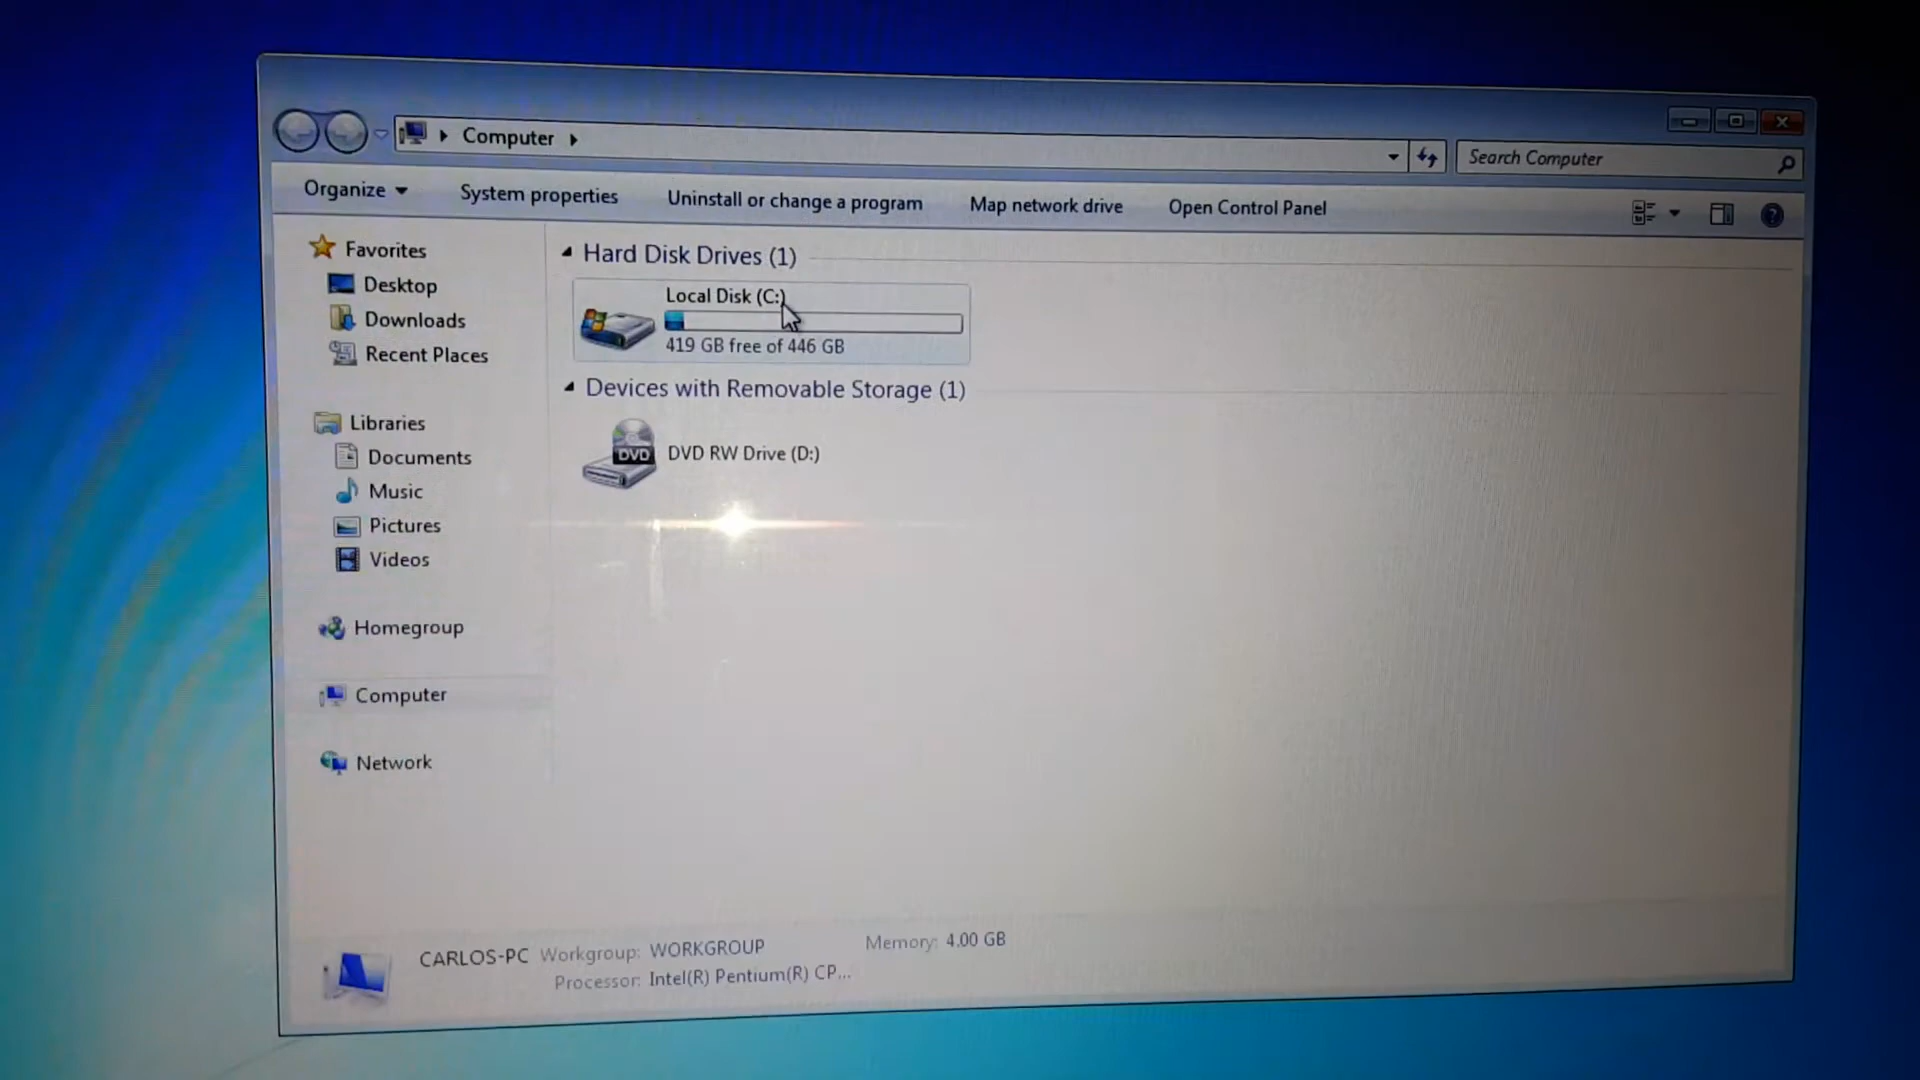 Computer
Search Computer
Organize
System properties
Uninstall or change a program
Map network drive
Open Control Panel
Favorites
Desktop
Downloads
Recent Places
Libraries
Documents
Music
Pictures
Videos
Homegroup
Computer
Network
Hard Disk Drives (1)
Local Disk (C:)
419 GB free of 446 GB
Devices with Removable Storage (1)
DVD
DVD RW Drive (D:)
CARLOS-PC Workgroup: WORKGROUP Memory: 4.00 GB
Processor: Intel(R) Pentium(R) CP...